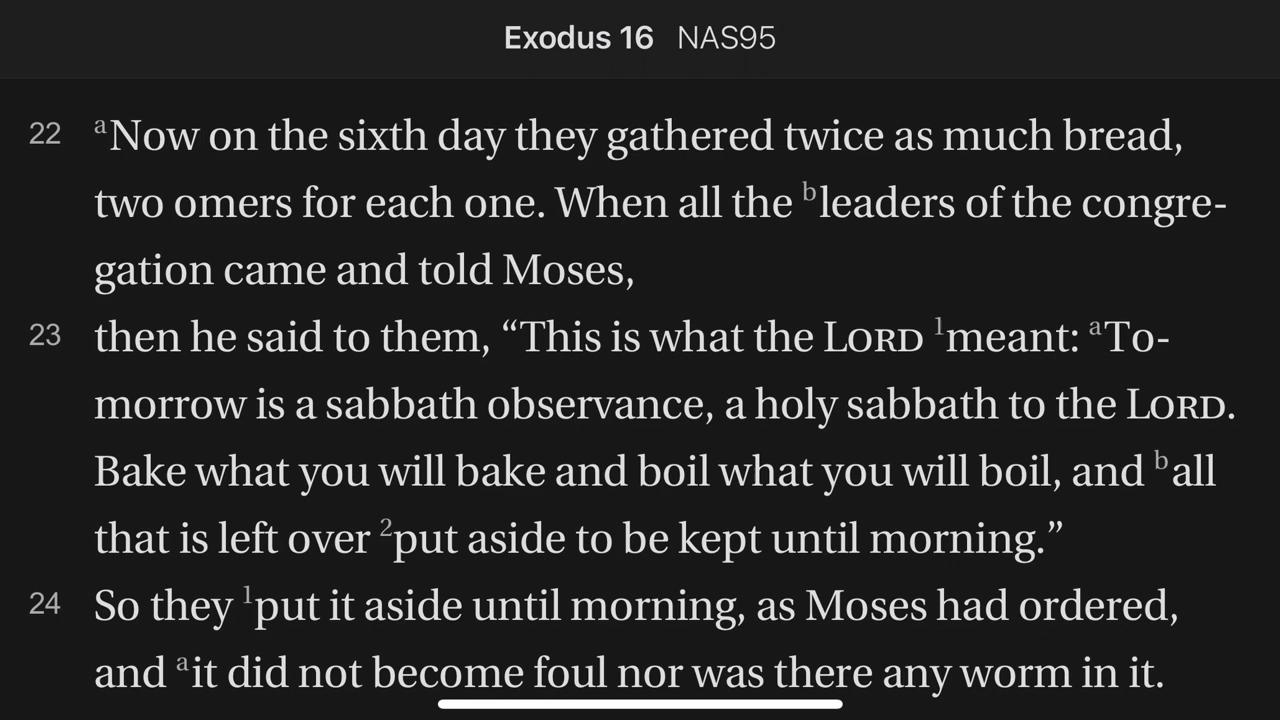 Exodus 16 NAS95
22 aNow on the sixth day they gathered twice as much bread,
two omers for each one. When all the bleaders of the congre-
gation came and told Moses,
23 then he said to them, “This is what the LORD 1meant: aTo-
morrow is a sabbath observance, a holy sabbath to the LORD.
Bake what you will bake and boil what you will boil, and ball
that is left over 2put aside to be kept until morning.”
24 So they 1put it aside until morning, as Moses had ordered,
and ait did not become foul nor was there any worm in it.